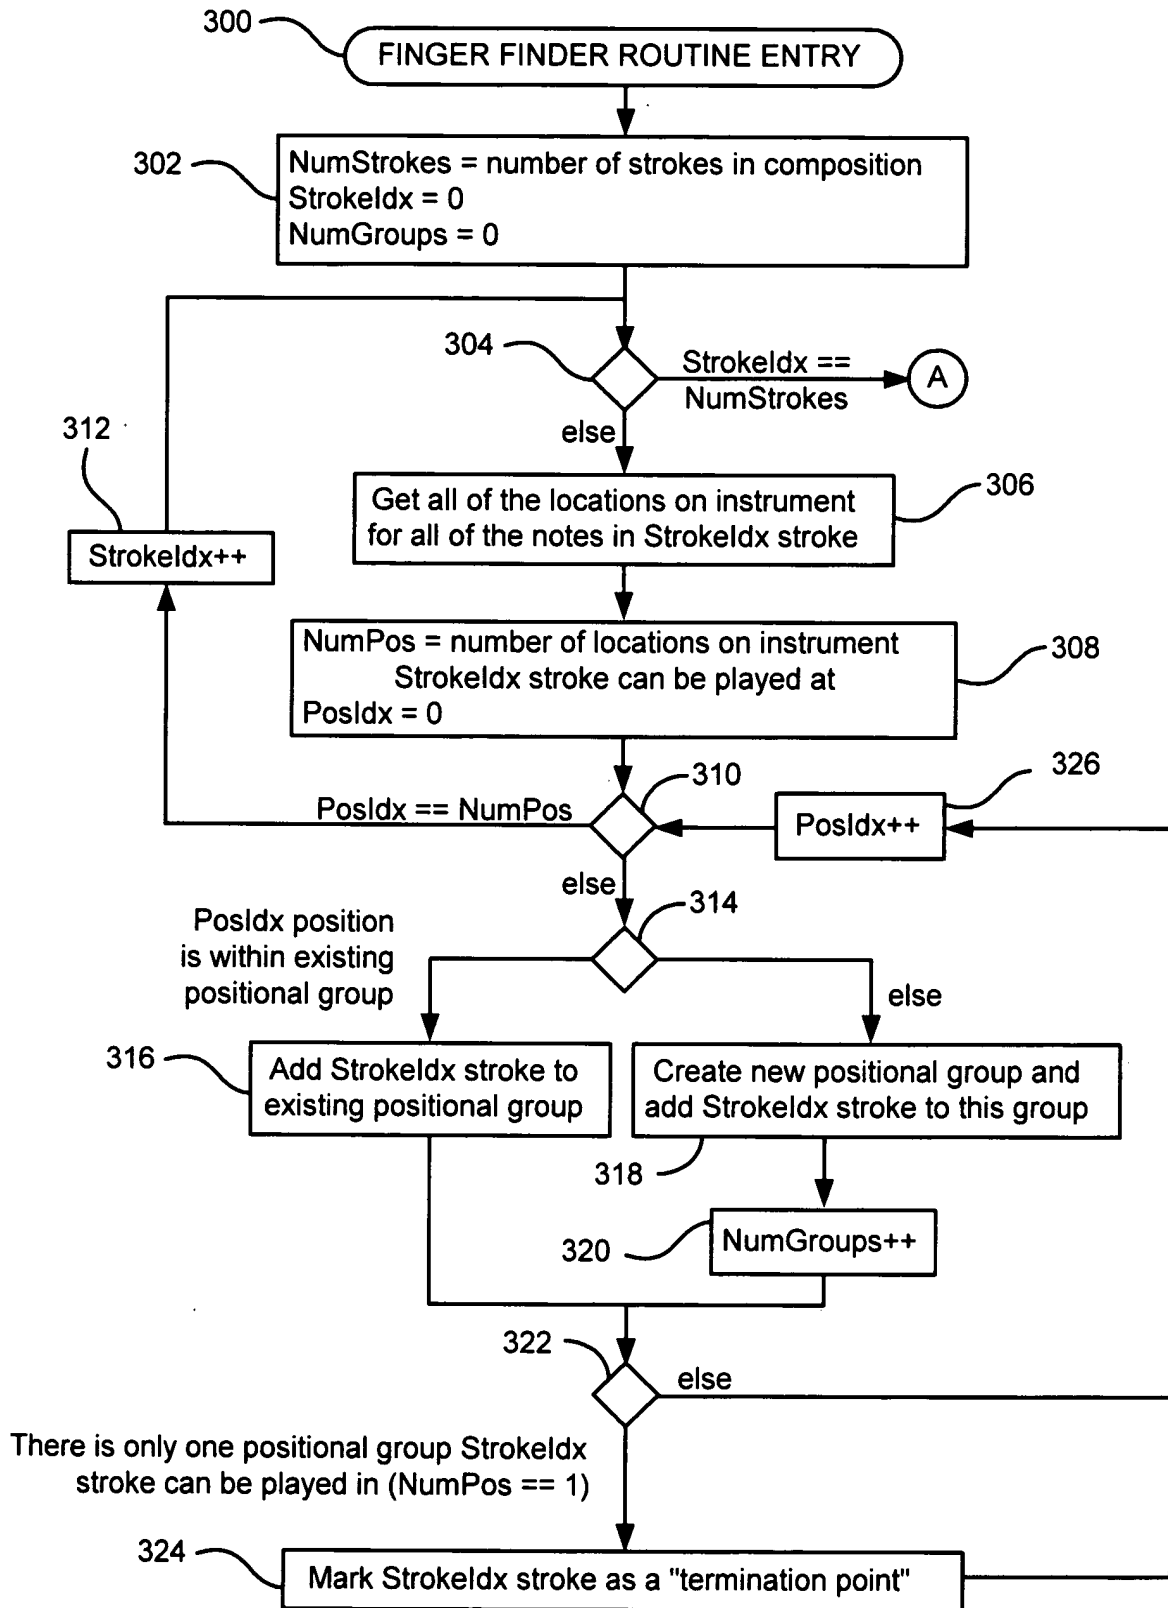 300
FINGER FINDER ROUTINE ENTRY
302
NumStrokes = number of strokes in composition
StrokeIdx = 0
NumGroups = 0
304
StrokeIdx ==
NumStrokes
A
else
312
StrokeIdx++
Get all of the locations on instrument
for all of the notes in StrokeIdx stroke
306
NumPos = number of locations on instrument
StrokeIdx stroke can be played at
PosIdx = 0
308
310
326
PosIdx == NumPos
PosIdx++
else
314
PosIdx position
is within existing
positional group
else
316
Add StrokeIdx stroke to
existing positional group
Create new positional group and
add StrokeIdx stroke to this group
318
320
NumGroups++
322
else
There is only one positional group StrokeIdx
stroke can be played in (NumPos == 1)
324
Mark StrokeIdx stroke as a "termination point"